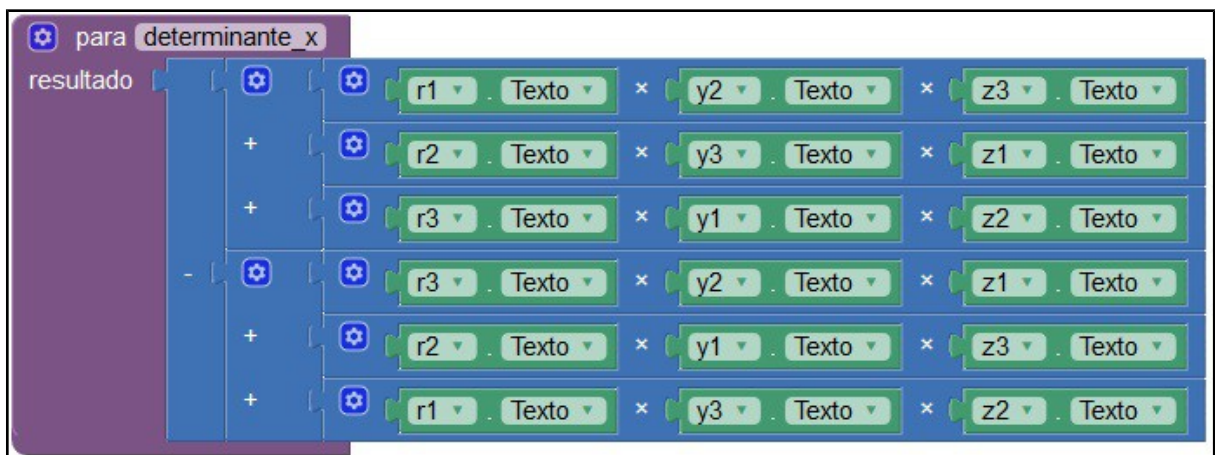 para determinante_x
resultado r1 . Texto × y2 . Texto × z3 . Texto
+ r2 . Texto × y3 . Texto × z1 . Texto
+ r3 . Texto × y1 . Texto × z2 . Texto
- r3 . Texto × y2 . Texto × z1 . Texto
+ r2 . Texto × y1 . Texto × z3 . Texto
+ r1 . Texto × y3 . Texto × z2 . Texto